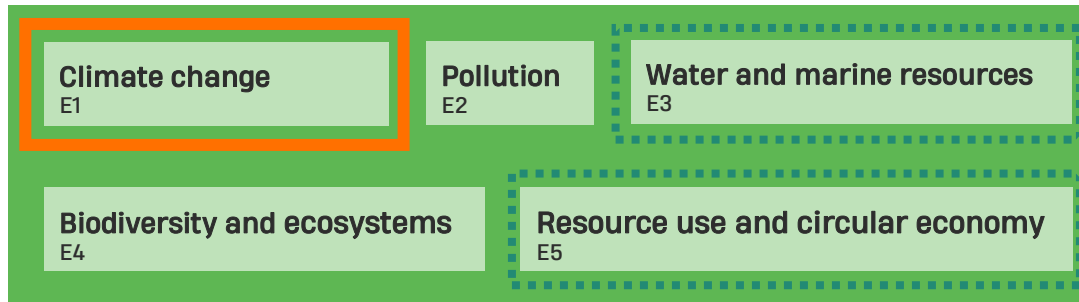 Climate change
E1
Pollution
E2
Water and marine resources
E3
Biodiversity and ecosystems
E4
Resource use and circular economy
E5